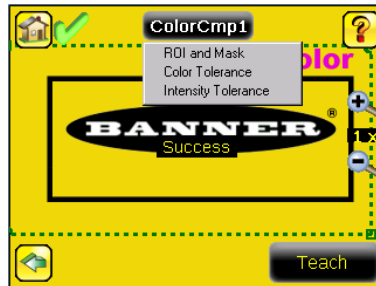 ColorCmp1
?
ROI and Mask
Color Tolerance
Intensity Tolerance
olor
BANNER®
Success
1 x
Teach